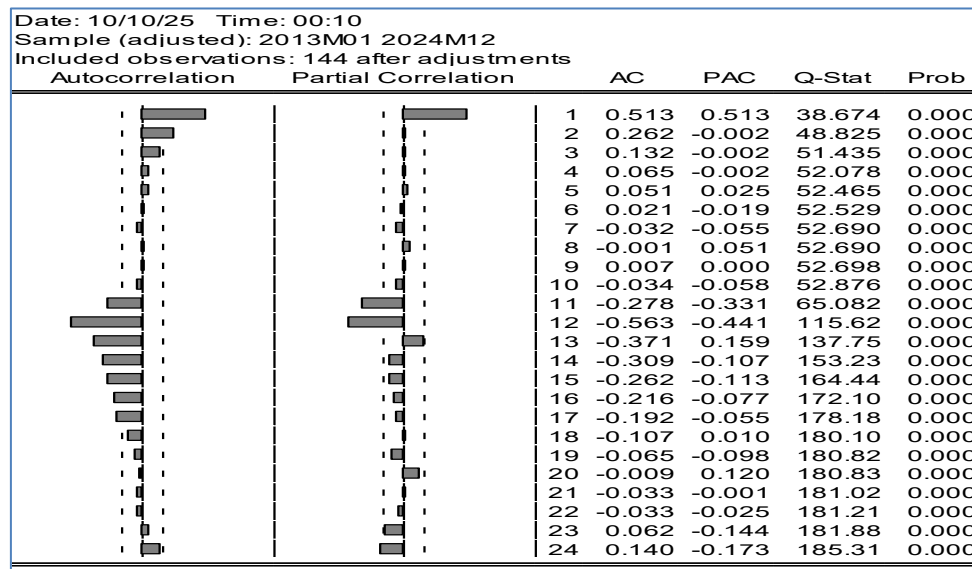 Date: 10/10/25 Time: 00:10
Sample (adjusted): 2013M01 2024M12
Included observations: 144 after adjustments
Autocorrelation Partial Correlation AC PAC Q-Stat Prob
1 0.513 0.513 38.674 0.000
2 0.262 -0.002 48.825 0.000
3 0.132 -0.002 51.435 0.000
4 0.065 -0.002 52.078 0.000
5 0.051 0.025 52.465 0.000
6 0.021 -0.019 52.529 0.000
7 -0.032 -0.055 52.690 0.000
8 -0.001 0.051 52.690 0.000
9 0.007 0.000 52.698 0.000
10 -0.034 -0.058 52.876 0.000
11 -0.278 -0.331 65.082 0.000
12 -0.563 -0.441 115.62 0.000
13 -0.371 0.159 137.75 0.000
14 -0.309 -0.107 153.23 0.000
15 -0.262 -0.113 164.44 0.000
16 -0.216 -0.077 172.10 0.000
17 -0.192 -0.055 178.18 0.000
18 -0.107 0.010 180.10 0.000
19 -0.065 -0.098 180.82 0.000
20 -0.009 0.120 180.83 0.000
21 -0.033 -0.001 181.02 0.000
22 -0.033 -0.025 181.21 0.000
23 0.062 -0.144 181.88 0.000
24 0.140 -0.173 185.31 0.000